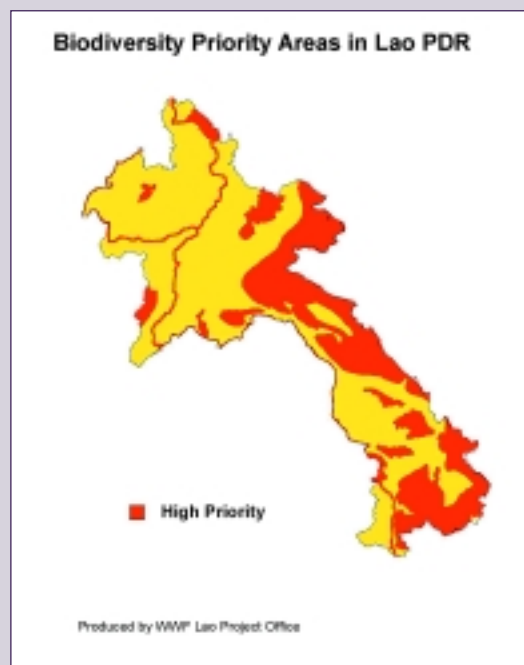 Biodiversity Priority Areas in Lao PDR
High Priority
Produced by WWF Lao Project Office